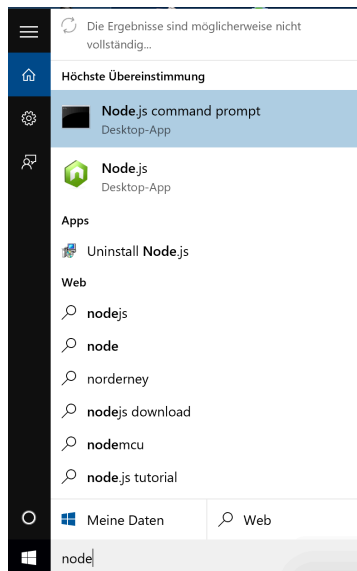 Die Ergebnisse sind möglicherweise nicht
vollständig...
Höchste Übereinstimmung
Node.js command prompt
Desktop-App
Node.js
Desktop-App
Apps
Uninstall Node.js
Web
nodejs
node
norderney
nodejs download
nodemcu
node.js tutorial
Meine Daten
Web
node